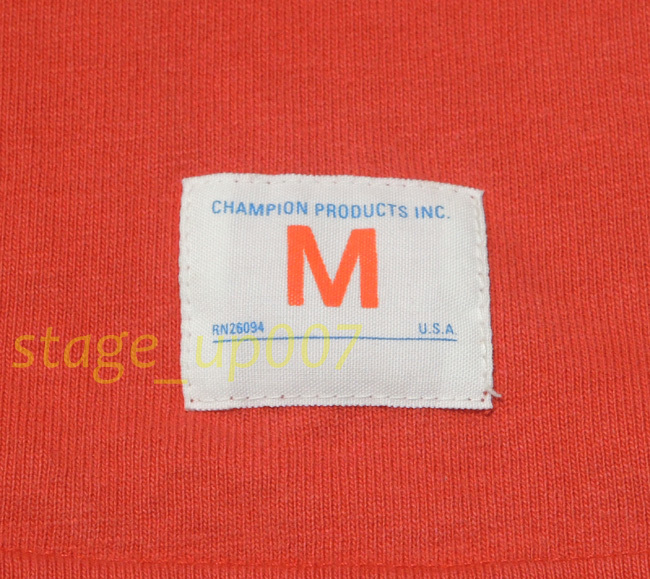 CHAMPION PRODUCTS INC.
M
RN26094 U.S.A.
stage_up007